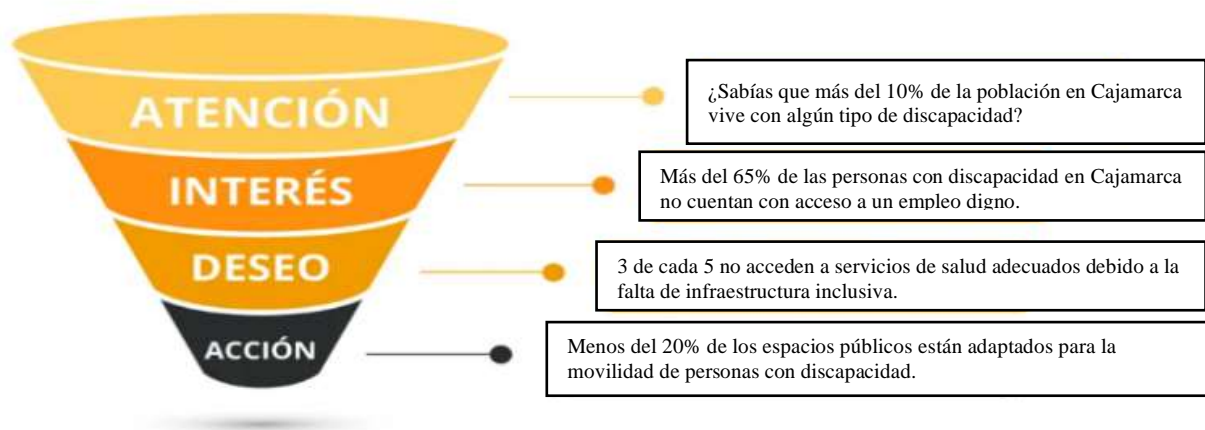 ATENCIÓN
¿Sabías que más del 10% de la población en Cajamarca
vive con algún tipo de discapacidad?
INTERÉS
Más del 65% de las personas con discapacidad en Cajamarca
no cuentan con acceso a un empleo digno.
DESEO
3 de cada 5 no acceden a servicios de salud adecuados debido a la
falta de infraestructura inclusiva.
ACCIÓN
Menos del 20% de los espacios públicos están adaptados para la
movilidad de personas con discapacidad.